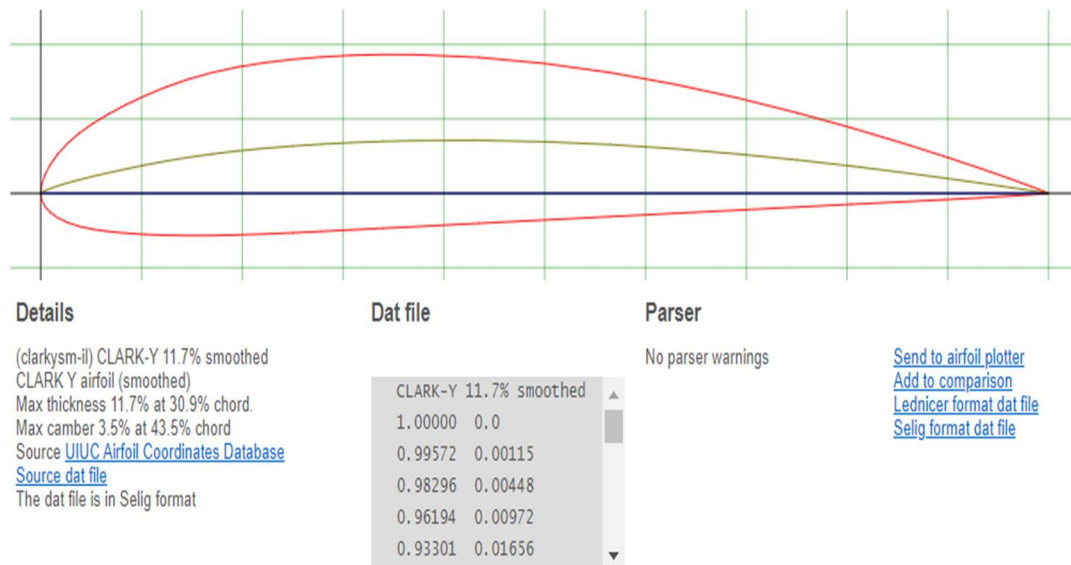 Details
(clarkysm-il) CLARK-Y 11.7% smoothed
CLARK Y airfoil (smoothed)
Max thickness 11.7% at 30.9% chord.
Max camber 3.5% at 43.5% chord
Source UIUC Airfoil Coordinates Database
Source dat file
The dat file is in Selig format
Dat file
CLARK-Y 11.7% smoothed
1.00000 0.0
0.99572 0.00115
0.98296 0.00448
0.96194 0.00972
0.93301 0.01656
Parser
No parser warnings
Send to airfoil plotter
Add to comparison
Lednicer format dat file
Selig format dat file